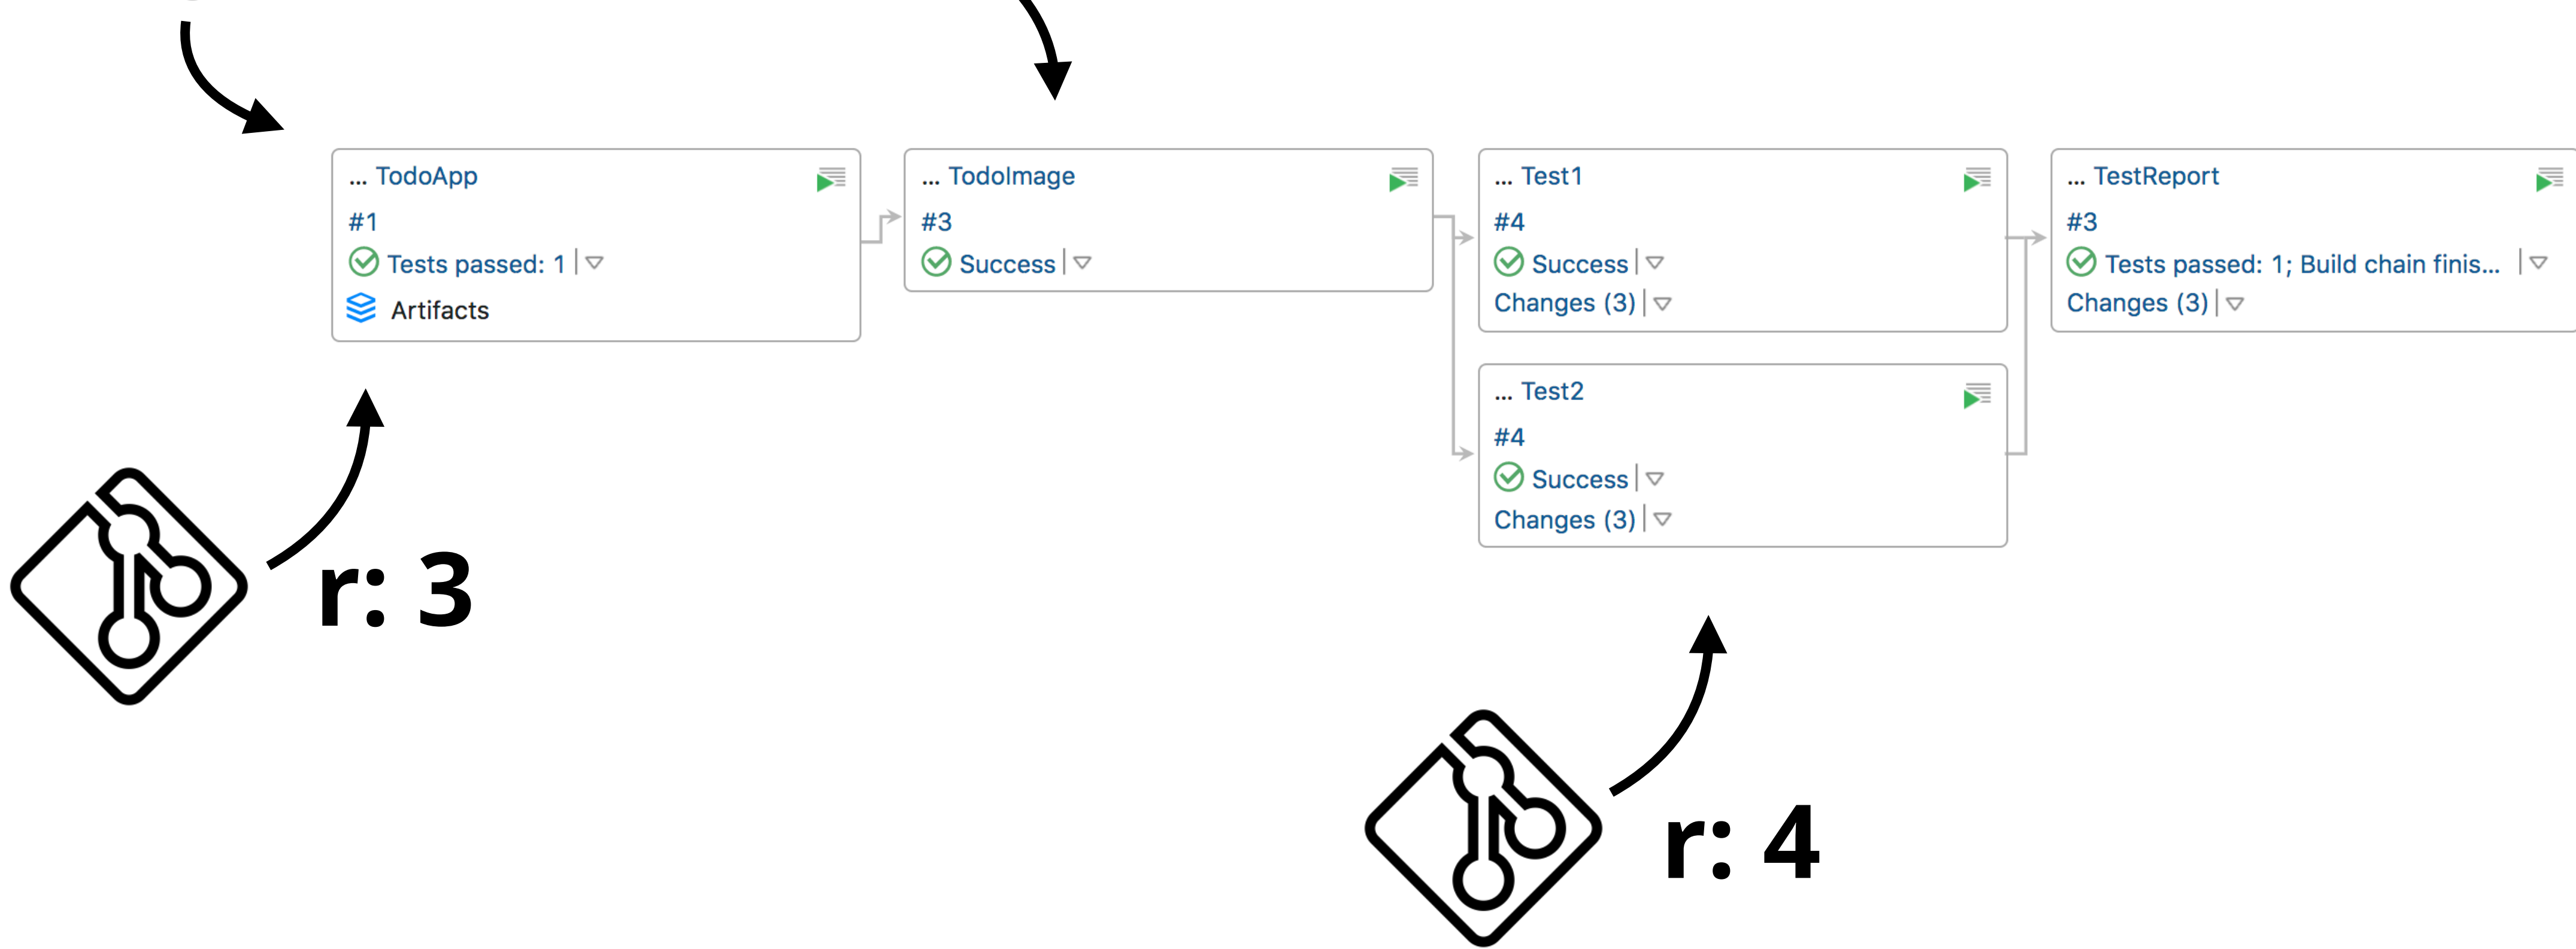 ... TodoApp
#1
Tests passed: 1
Artifacts
... TodoImage
#3
Success
... Test1
#4
Success
Changes (3)
... Test2
#4
Success
Changes (3)
... TestReport
#3
Tests passed: 1; Build chain finis...
Changes (3)
r: 3
r: 4